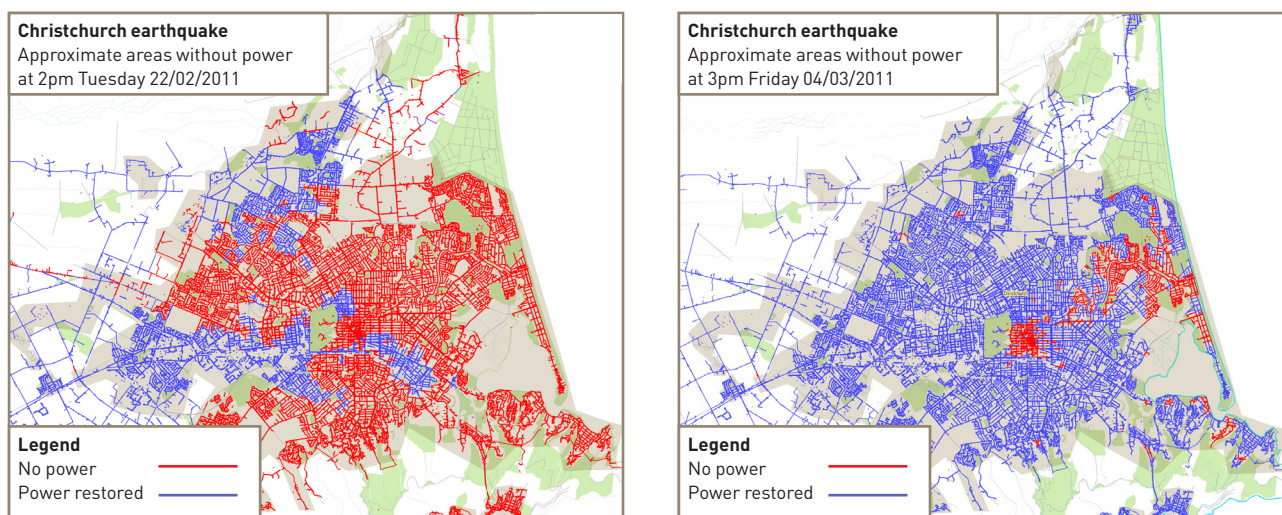 Christchurch earthquake
Approximate areas without power
at 2pm Tuesday 22/02/2011
Legend
No power
Power restored
Christchurch earthquake
Approximate areas without power
at 3pm Friday 04/03/2011
Legend
No power
Power restored